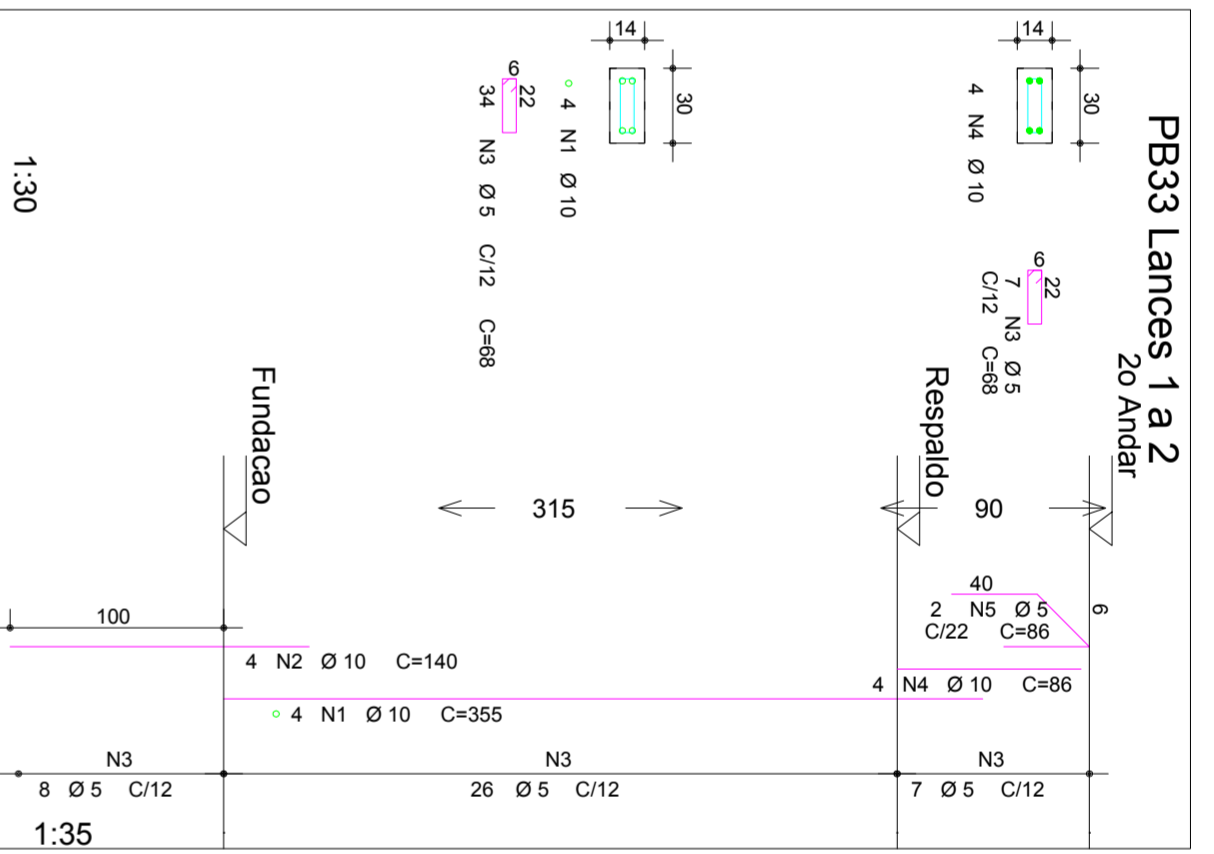 PB33 Lances 1 a 2
2o Andar
14
30
4 N4 Ø 10
6
22
7 N3 Ø 5
C/12 C=68
Respaldo
90
40
2 N5 Ø 5
C/22 C=86
6
4 N4 Ø 10 C=86
N3
7 Ø 5 C/12
14
30
4 N1 Ø 10
6
22
34 N3 Ø 5 C/12 C=68
315
Fundacao
100
4 N2 Ø 10 C=140
4 N1 Ø 10 C=355
N3
26 Ø 5 C/12
N3
8 Ø 5 C/12
1:30
1:35